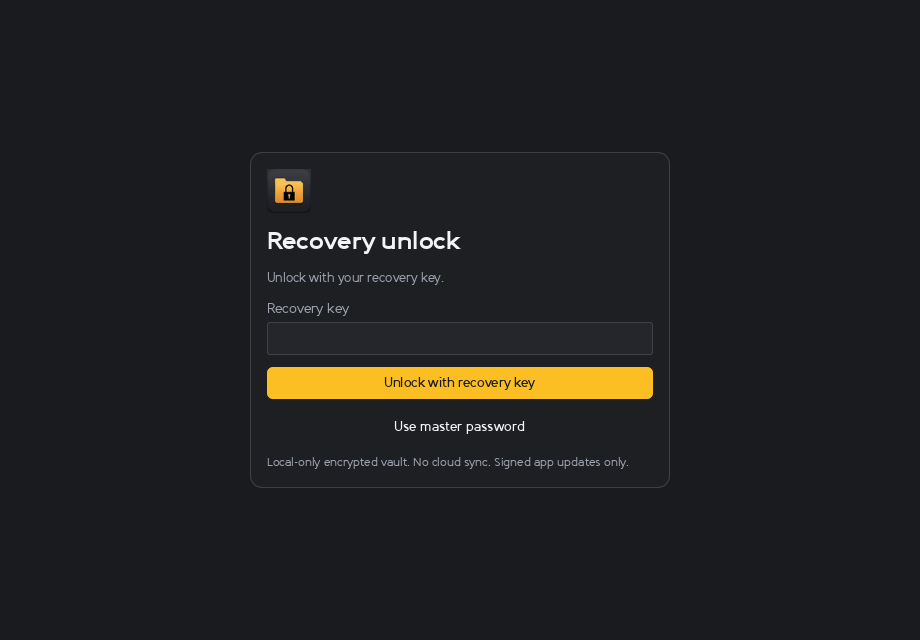 Recovery unlock
Unlock with your recovery key.
Recovery key
Unlock with recovery key
Use master password
Local-only encrypted vault. No cloud sync. Signed app updates only.